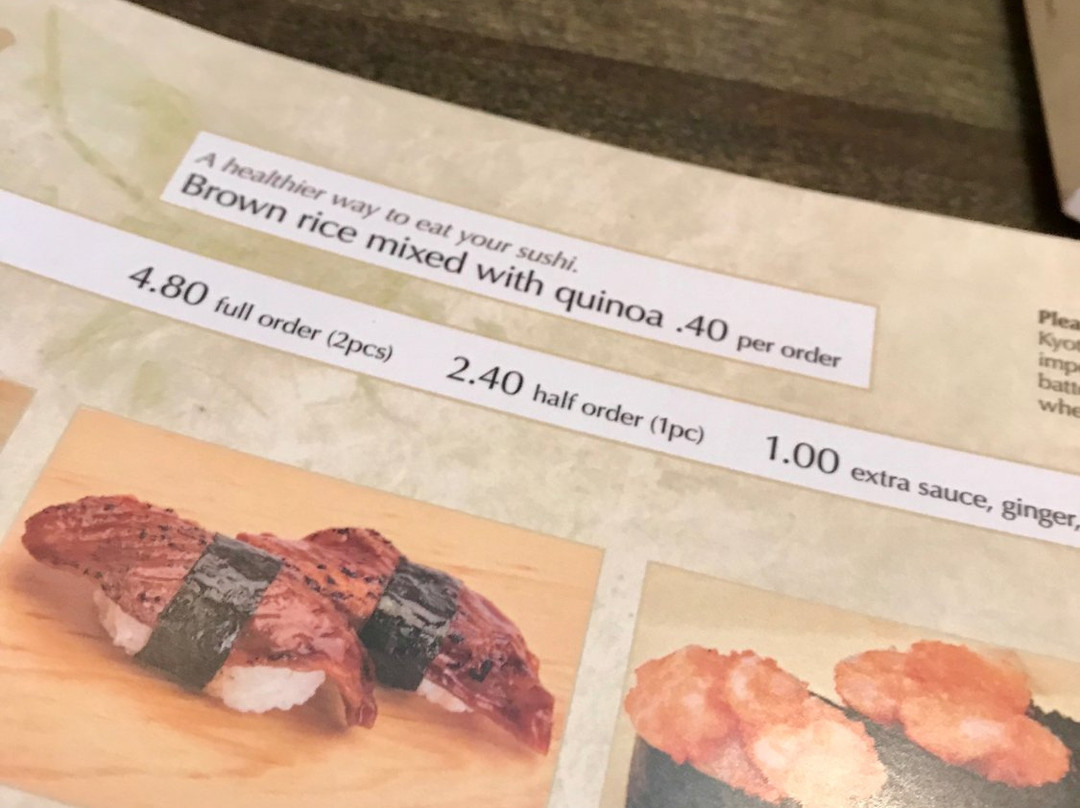 A healthier way to eat your sushi.
Brown rice mixed with quinoa .40 per order
4.80 full order (2pcs) 2.40 half order (1pc) 1.00 extra sauce, ginger,